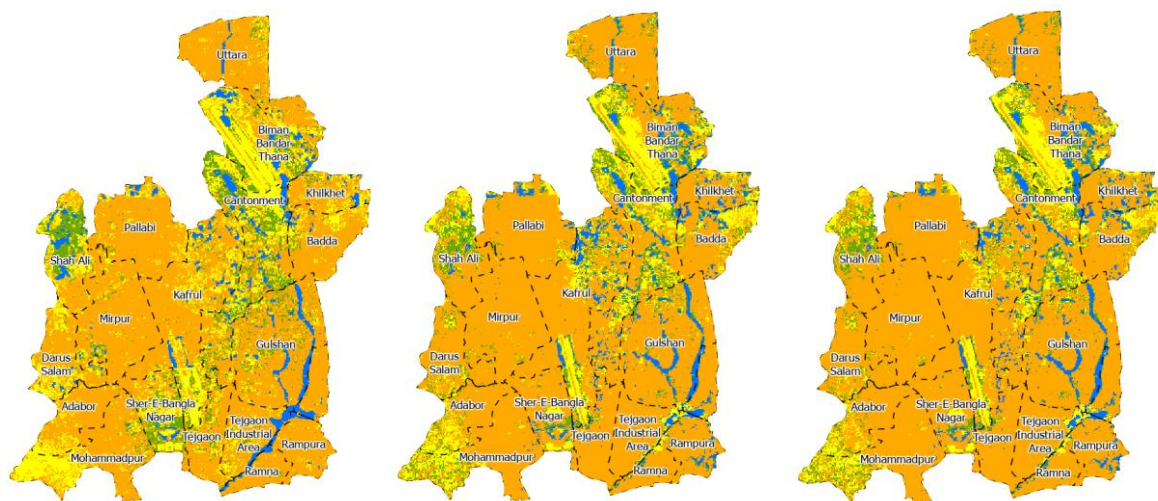 Uttara
Biman
Bandar
Thana
Khilkhet
Cantonment
Pallabi
Badda
Shah Ali
Kafrul
Mirpur
Gulshan
Darus
Salam
Adabor
Sher-E-Bangla
Nagar
Tejgaon
Tejgaon
Industrial
Area
Rampura
Mohammadpur
Ramna
Uttara
Biman
Bandar
Thana
Khilkhet
Cantonment
Pallabi
Badda
Shah Ali
Kafrul
Mirpur
Gulshan
Darus
Salam
Adabor
Sher-E-Bangla
Nagar
Tejgaon
Tejgaon
Industrial
Area
Rampura
Mohammadpur
Ramna
Uttara
Biman
Bandar
Thana
Khilkhet
Cantonment
Pallabi
Badda
Shah Ali
Kafrul
Mirpur
Gulshan
Darus
Salam
Adabor
Sher-E-Bangla
Nagar
Tejgaon
Tejgaon
Industrial
Area
Rampura
Mohammadpur
Ramna